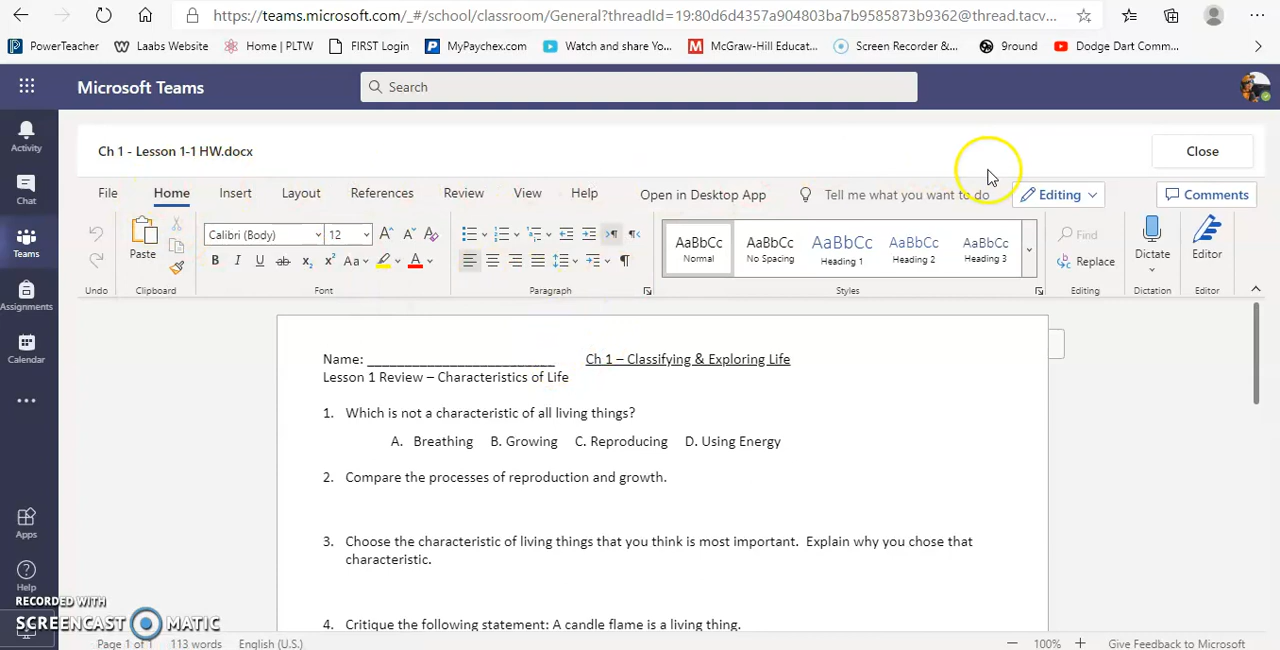 https://teams.microsoft.com/_#/school/classroom/General?threadId=19:80d6d4357a904803ba7b9585873b9362@thread.tacv...
PowerTeacher Laabs Website Home | PLTW FIRST Login MyPaychex.com Watch and share Yo... McGraw-Hill Educat... Screen Recorder &... 9round Dodge Dart Comm...
Microsoft Teams Search
Activity
Chat
Teams
Assignments
Calendar
Apps
Help
Ch 1 - Lesson 1-1 HW.docx Close
File Home Insert Layout References Review View Help Open in Desktop App Tell me what you want to do Editing Comments
Calibri (Body) 12
Paste
AaBbCc AaBbCc AaBbCc AaBbCc AaBbCc
Normal No Spacing Heading 1 Heading 2 Heading 3
Find
Replace
Dictate Editor
Undo Clipboard Font Paragraph Styles Editing Dictation Editor
Name: _________________________ Ch 1 – Classifying & Exploring Life
Lesson 1 Review – Characteristics of Life
1. Which is not a characteristic of all living things?
A. Breathing B. Growing C. Reproducing D. Using Energy
2. Compare the processes of reproduction and growth.
3. Choose the characteristic of living things that you think is most important. Explain why you chose that
characteristic.
4. Critique the following statement: A candle flame is a living thing.
RECORDED WITH
SCREENCAST MATIC
Page 1 of 1 113 words English (U.S.) 100% Give Feedback to Microsoft